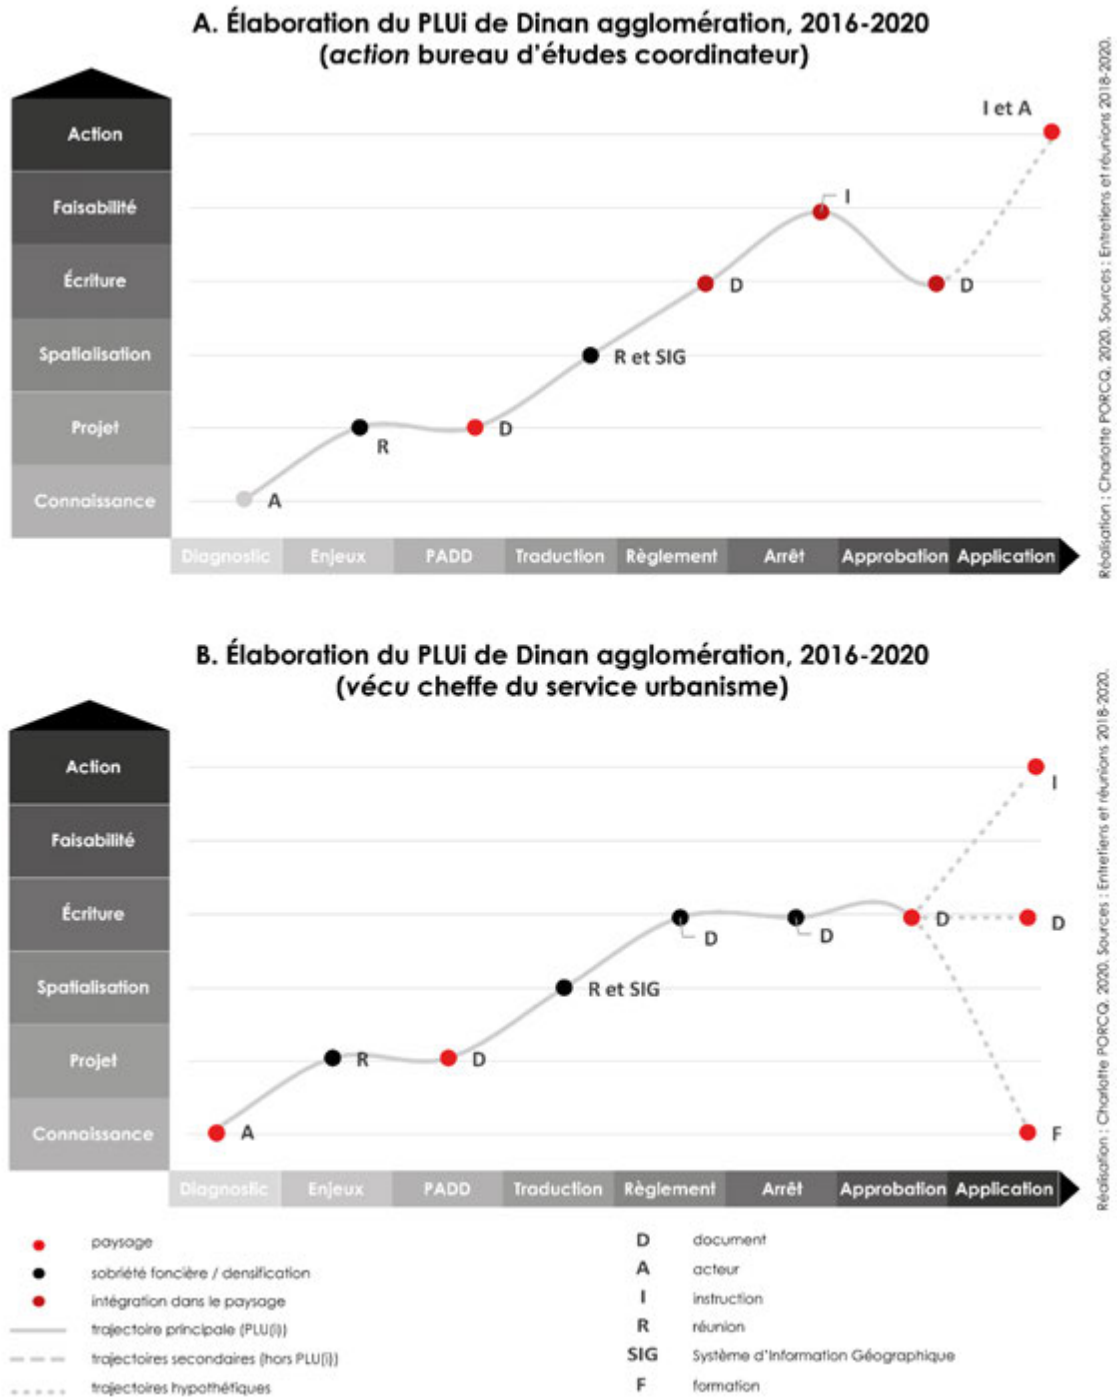 A. Élaboration du PLUi de Dinan agglomération, 2016-2020
(action bureau d'études coordinateur)
Action
Faisabilité
Écriture
Spatialisation
Projet
Connaissance
I et A
I
D
D
R et SIG
R
D
A
Diagnostic Enjeux PADD Traduction Règlement Arrêt Approbation Application
Réalisation : Charlotte PORCQ, 2020. Sources : Entretiens et réunions 2018-2020.
B. Élaboration du PLUi de Dinan agglomération, 2016-2020
(vécu cheffe du service urbanisme)
Action
Faisabilité
Écriture
Spatialisation
Projet
Connaissance
I
D
D
D
D
R et SIG
R
D
A
F
Diagnostic Enjeux PADD Traduction Règlement Arrêt Approbation Application
Réalisation : Charlotte PORCQ, 2020. Sources : Entretiens et réunions 2018-2020.
paysage
sobriété foncière / densification
intégration dans le paysage
trajectoire principale (PLU(i))
trajectoires secondaires (hors PLU(i))
trajectoires hypothétiques
D document
A acteur
I instruction
R réunion
SIG Système d'Information Géographique
F formation